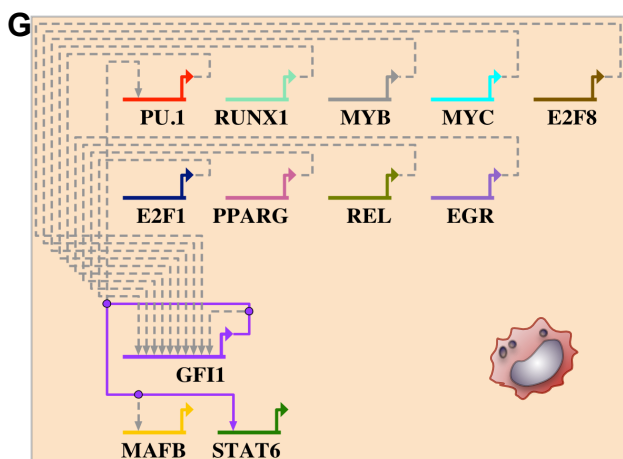 G
PU.1 RUNX1 MYB MYC E2F8
E2F1 PPARG REL EGR
GFI1
MAFB STAT6